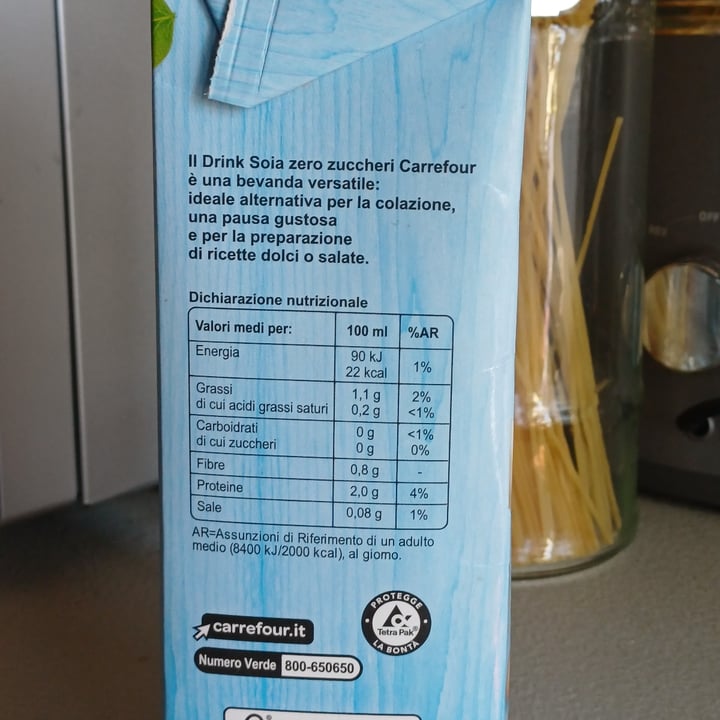 Il Drink Soia zero zuccheri Carrefour
è una bevanda versatile:
ideale alternativa per la colazione,
una pausa gustosa
e per la preparazione
di ricette dolci o salate.
Dichiarazione nutrizionale
Valori medi per: 100 ml %AR
Energia 90 kJ
22 kcal 1%
Grassi 1,1 g 2%
di cui acidi grassi saturi 0,2 g <1%
Carboidrati 0 g <1%
di cui zuccheri 0 g 0%
Fibre 0,8 g -
Proteine 2,0 g 4%
Sale 0,08 g 1%
AR=Assunzioni di Riferimento di un adulto
medio (8400 kJ/2000 kcal), al giorno.
PROTEGGE
Tetra Pak®
LA BONTÀ
carrefour.it
Numero Verde 800-650650
OFF